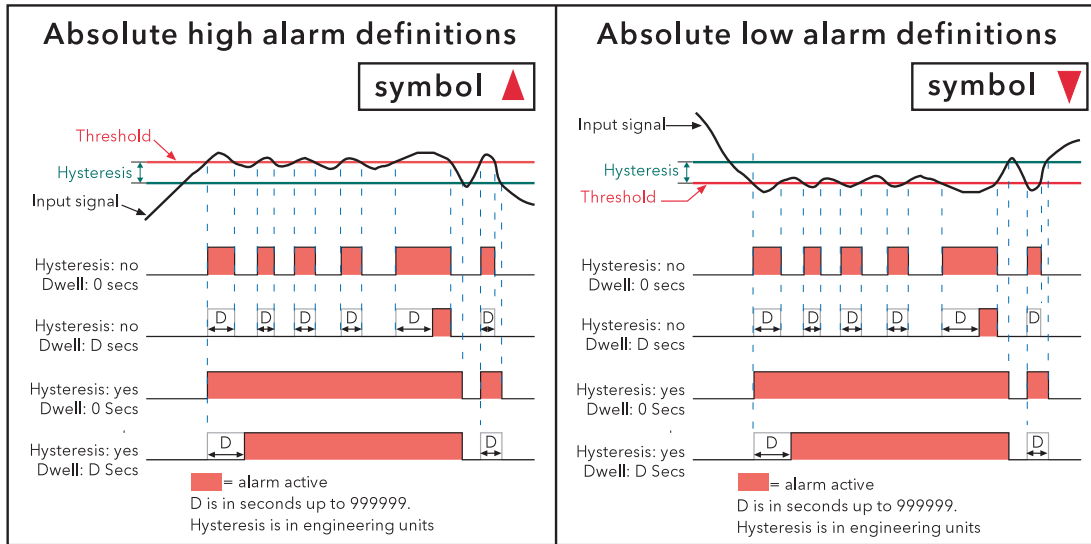 Absolute high alarm definitions
symbol
Threshold
Hysteresis
Input signal
Hysteresis: no
Dwell: 0 secs
Hysteresis: no
Dwell: D secs
D
D
D
D
D
D
Hysteresis: yes
Dwell: 0 Secs
Hysteresis: yes
Dwell: D Secs
D
D
= alarm active
D is in seconds up to 999999.
Hysteresis is in engineering units
Absolute low alarm definitions
symbol
Input signal
Hysteresis
Threshold
Hysteresis: no
Dwell: 0 secs
Hysteresis: no
Dwell: D secs
D
D
D
D
D
D
Hysteresis: yes
Dwell: 0 Secs
Hysteresis: yes
Dwell: D Secs
D
D
= alarm active
D is in seconds up to 999999.
Hysteresis is in engineering units